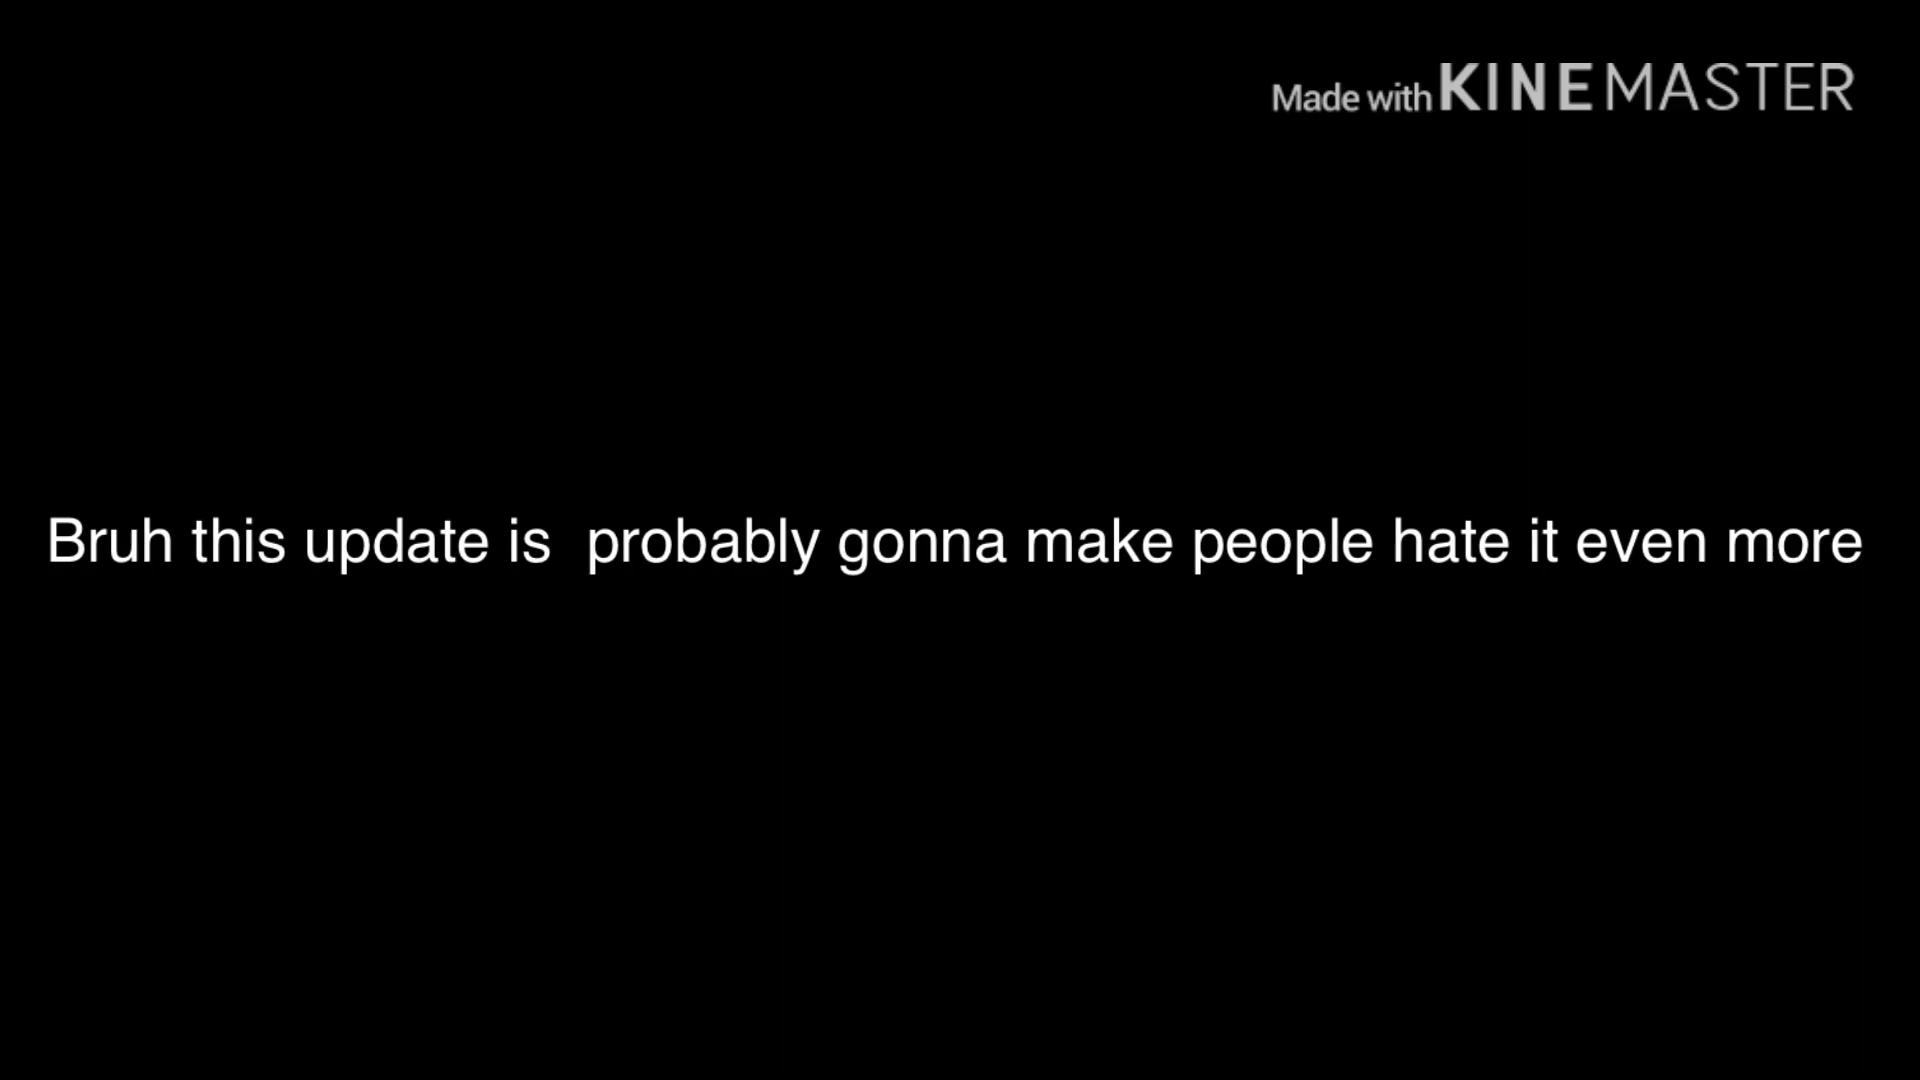 Made with KINEMASTER
Bruh this update is  probably gonna make people hate it even more